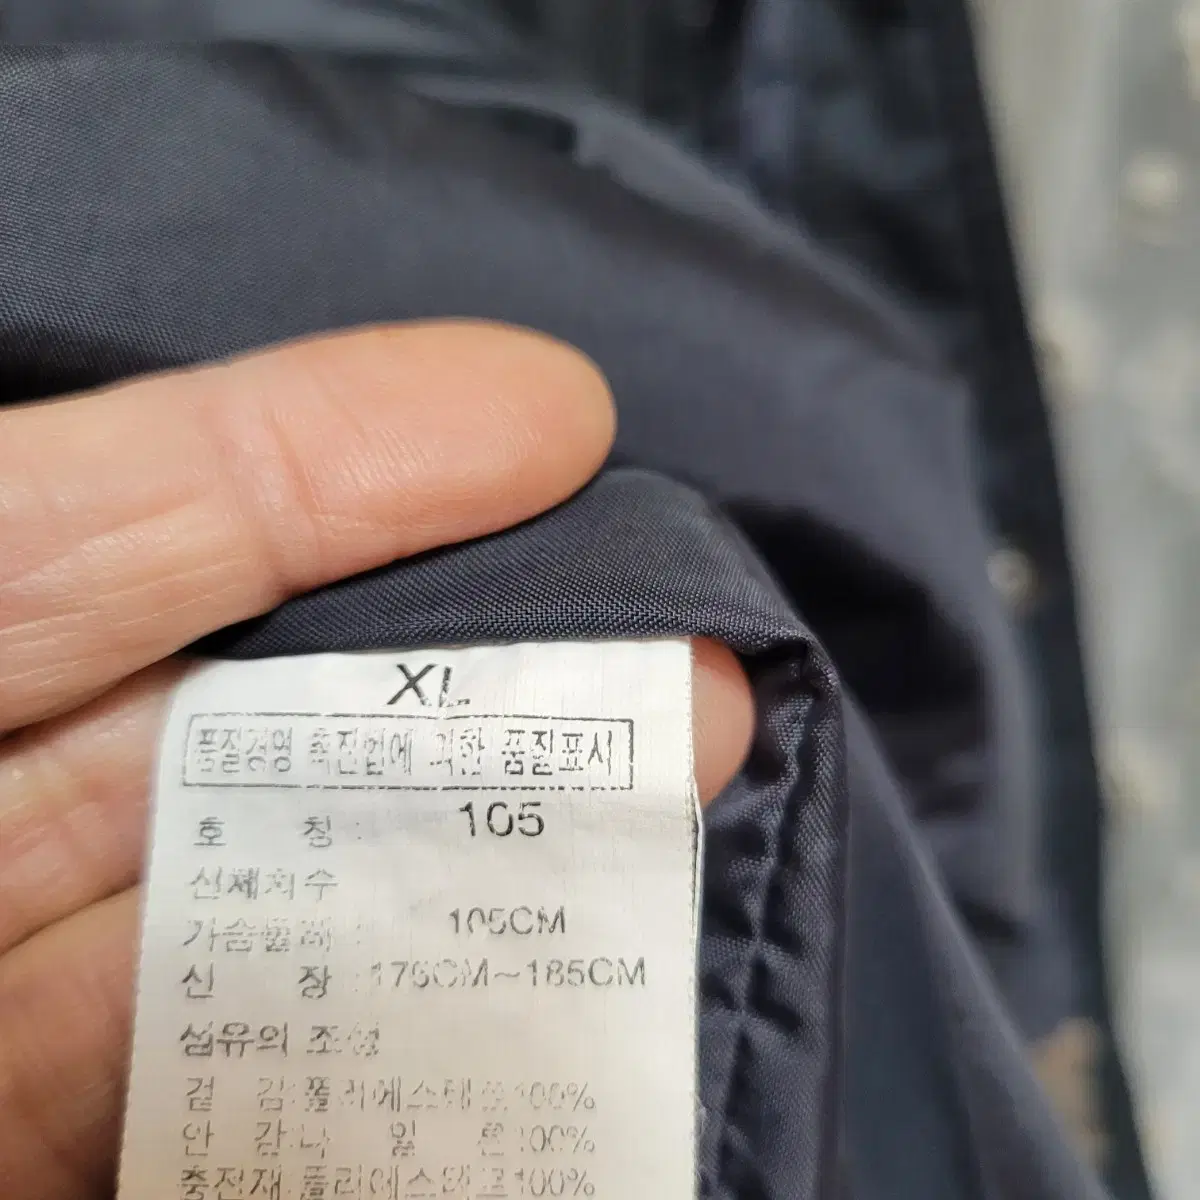 XL
품질경영 촉진법에 의한 품질표시
호 칭 : 105
신체치수
가슴둘레 : 105CM
신 장 : 175CM~185CM
섬유의 조성
겉 감:폴리에스테르100%
안 감:나 일 론:100%
충전재:폴리에스테르100%